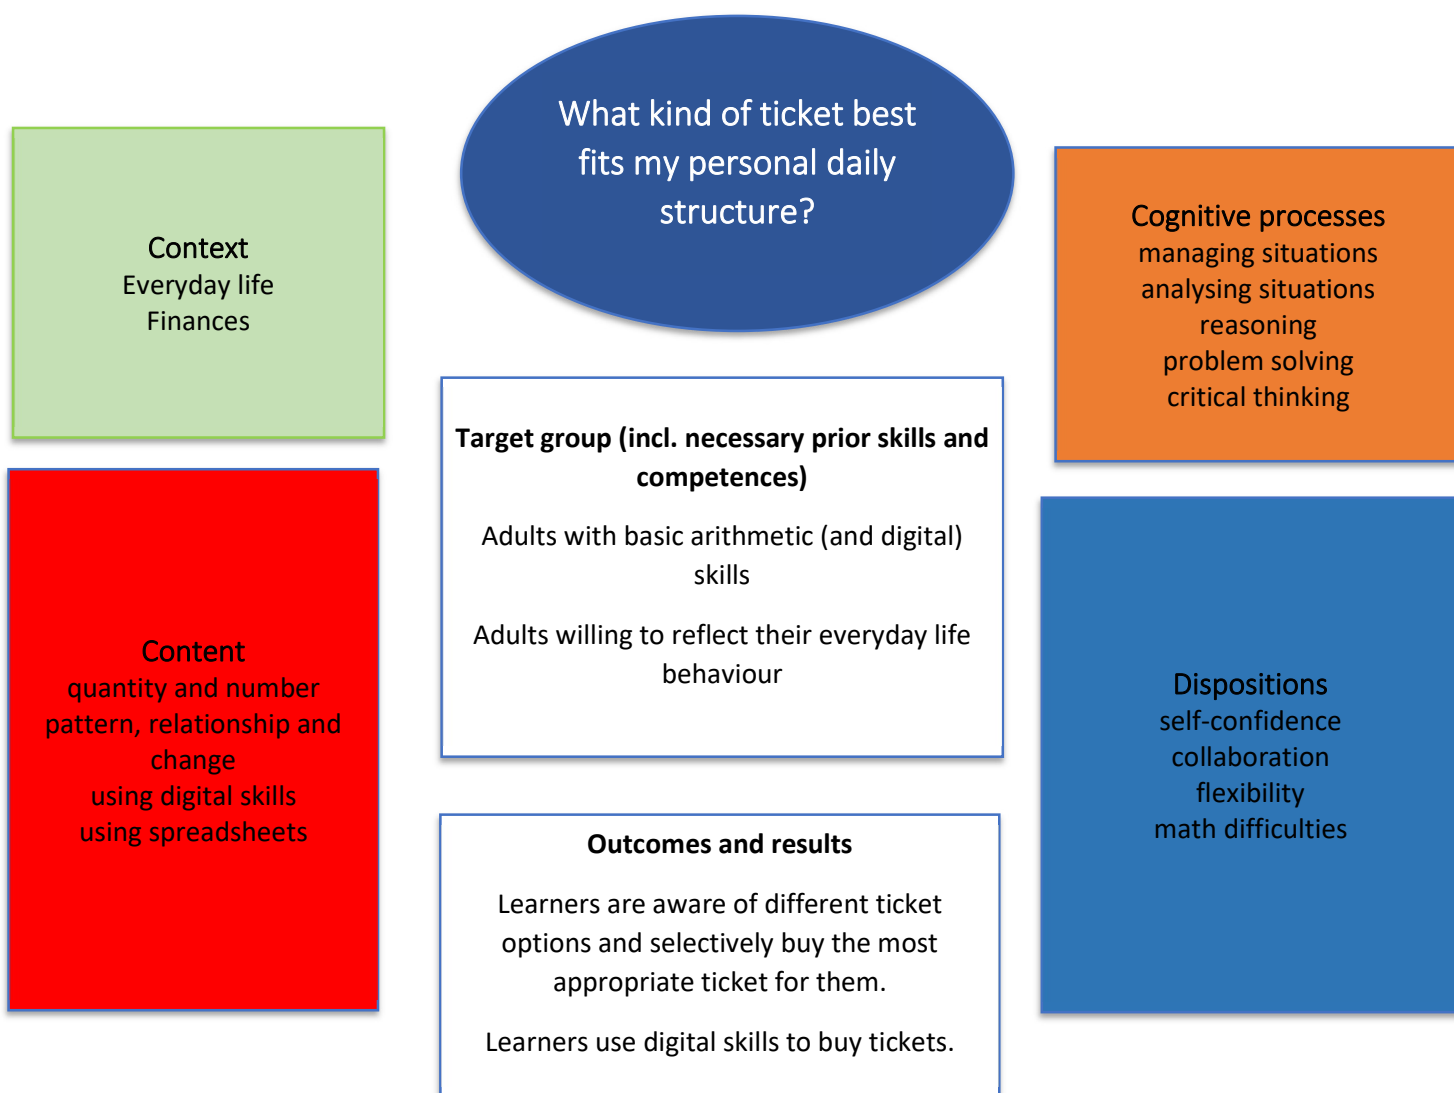 What kind of ticket best
fits my personal daily
structure?
Context
Everyday life
Finances
Cognitive processes
managing situations
analysing situations
reasoning
problem solving
critical thinking
Target group (incl. necessary prior skills and
competences)
Adults with basic arithmetic (and digital)
skills
Adults willing to reflect their everyday life
behaviour
Content
quantity and number
pattern, relationship and
change
using digital skills
using spreadsheets
Dispositions
self-confidence
collaboration
flexibility
math difficulties
Outcomes and results
Learners are aware of different ticket
options and selectively buy the most
appropriate ticket for them.
Learners use digital skills to buy tickets.